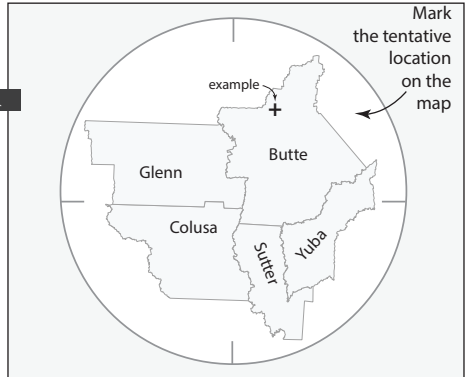 Mark
the tentative
location
on the
map
example
Butte
Glenn
Colusa
Sutter
Yuba